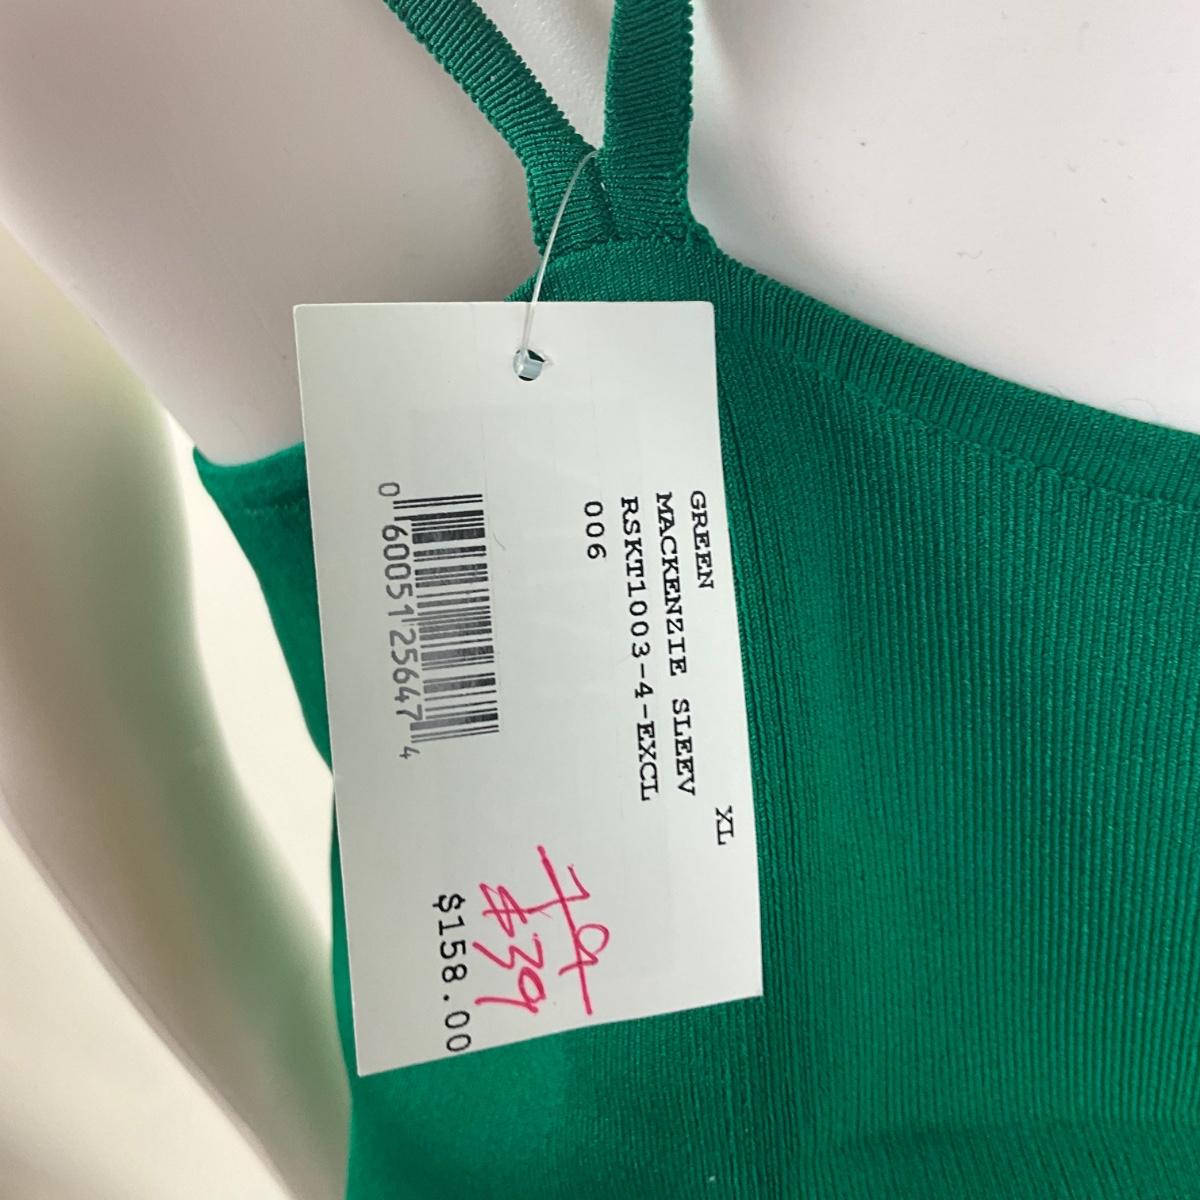 GREEN XL
MACKENZIE SLEEV
RSKT1003-4-EXCL
006
0 60051 25647 4
79
$39
$158.00